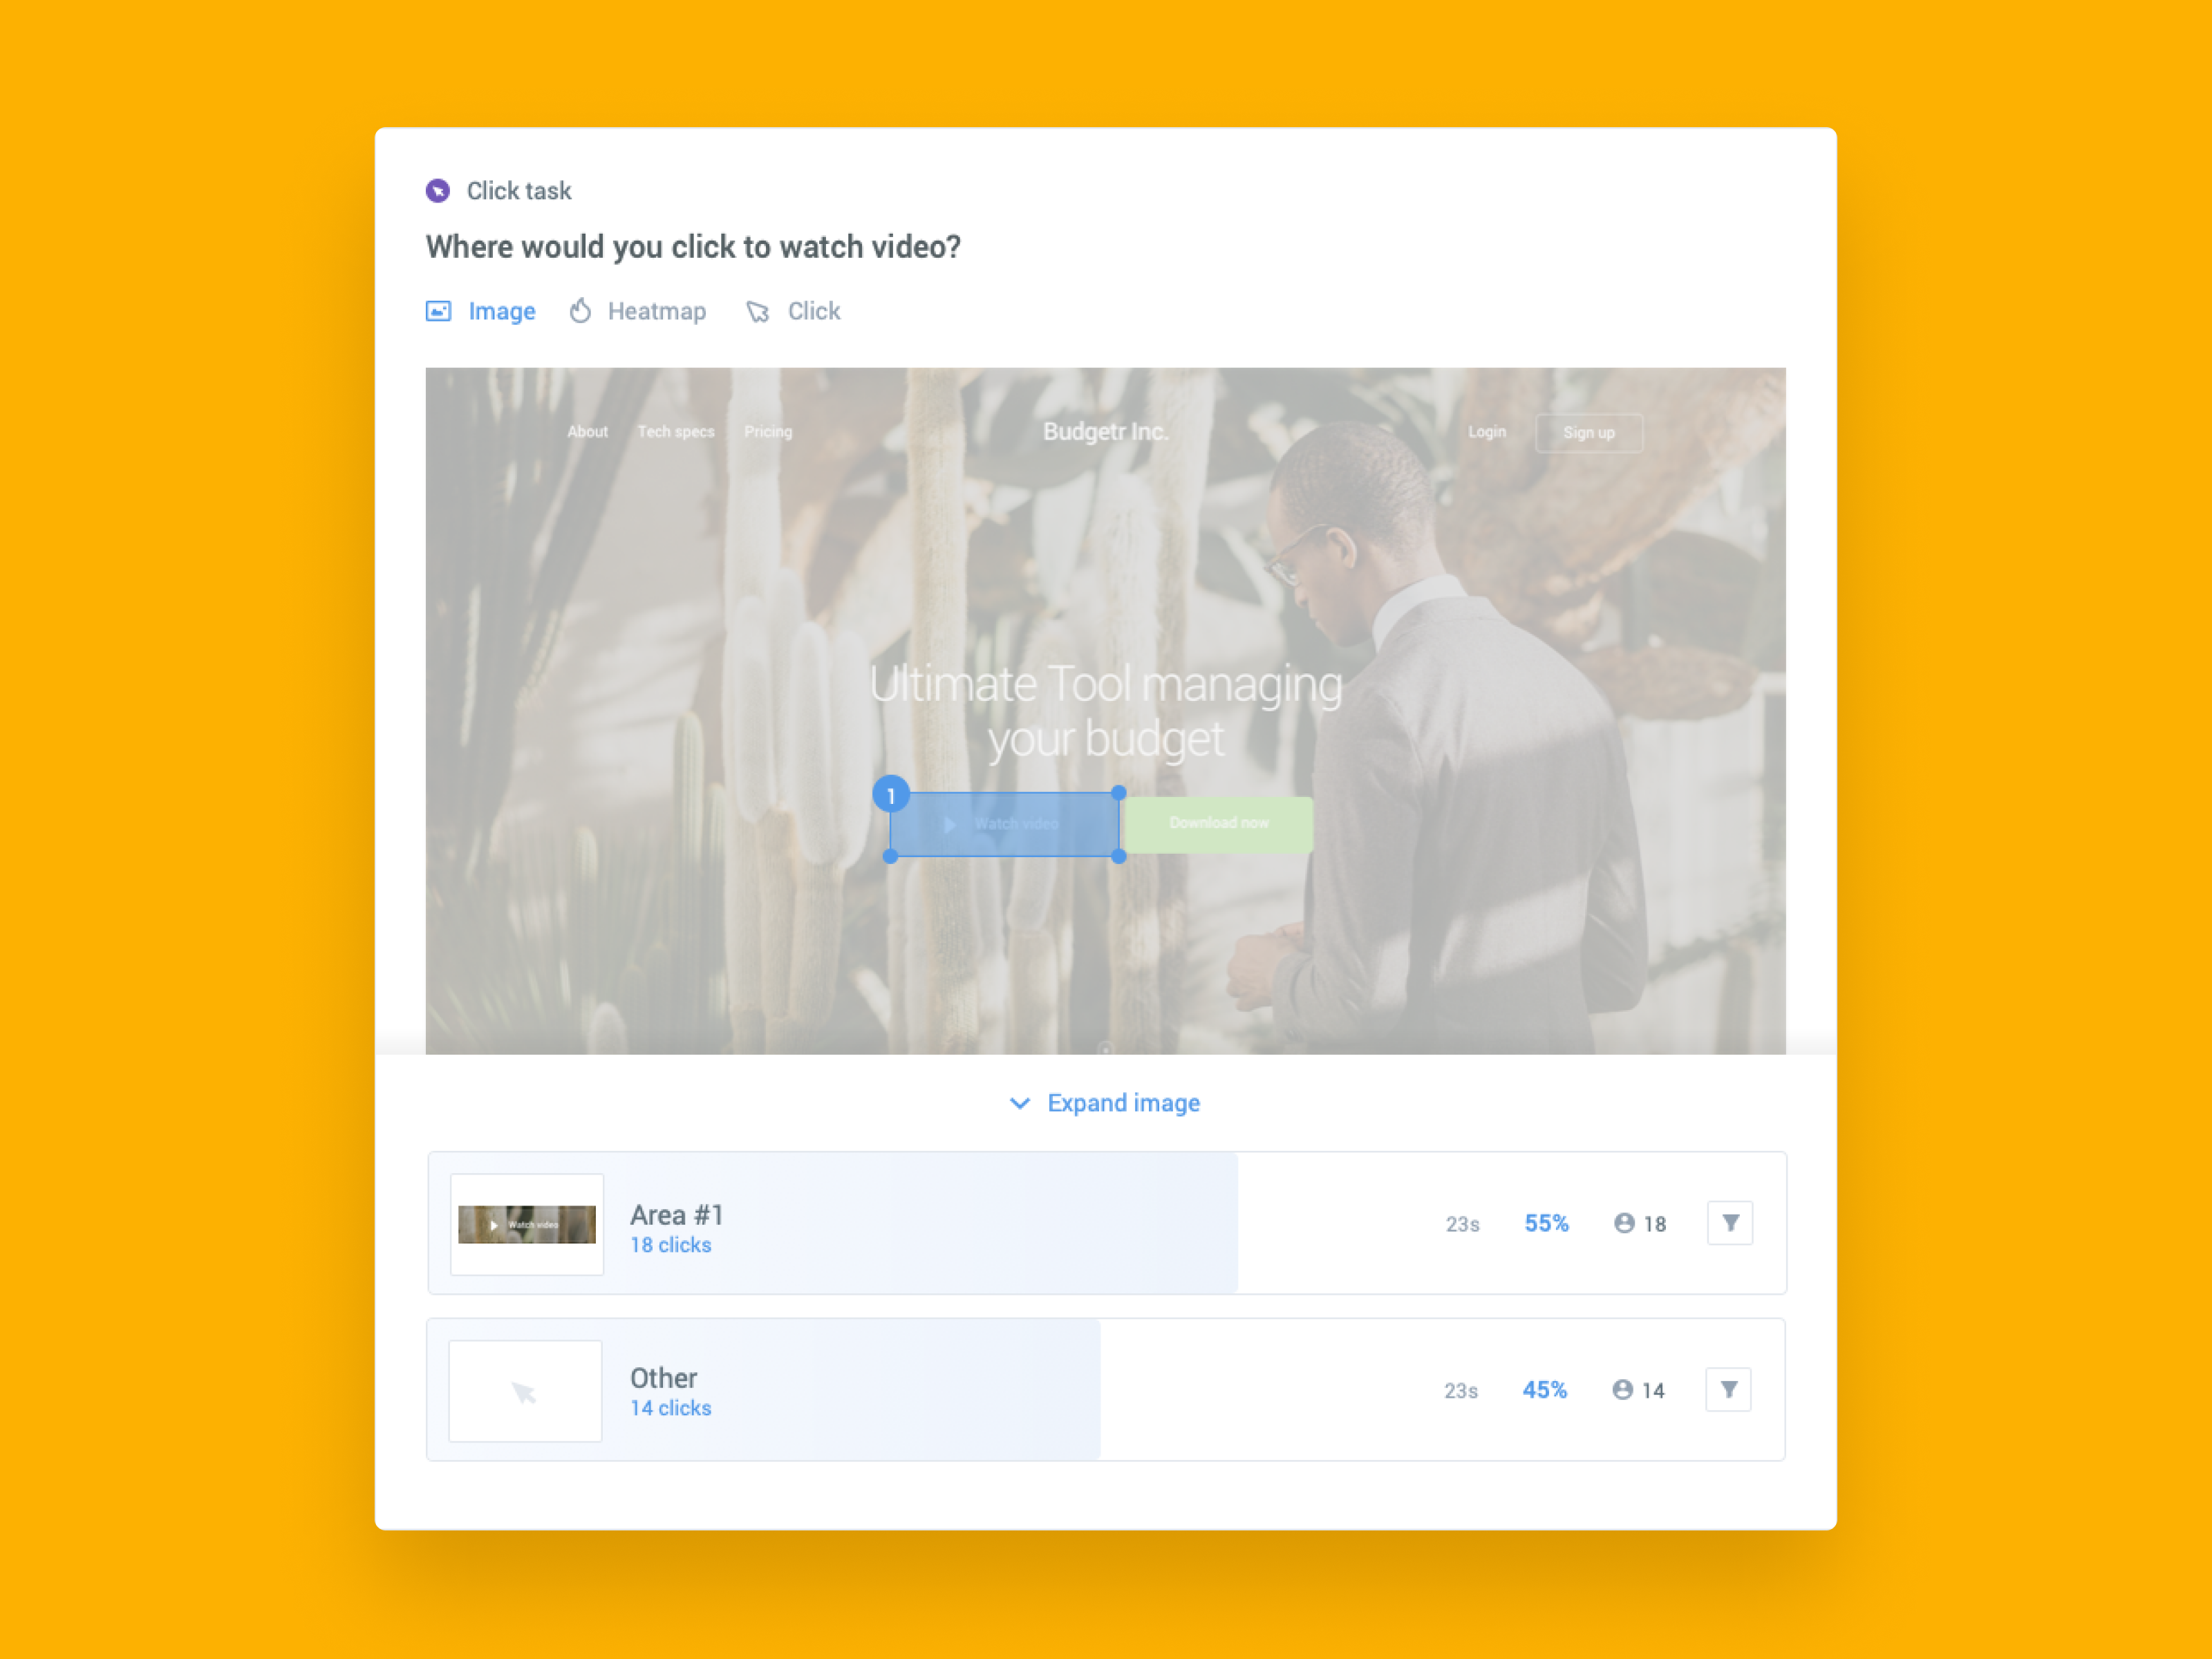 Click task
Where would you click to watch video?
Image Heatmap Click
About Tech specs Pricing Budgetr Inc. Login Sign up
Ultimate Tool managing
your budget
1
Watch video Download now
Expand image
Watch video
Area #1
18 clicks
23s 55% 18
Other
14 clicks
23s 45% 14